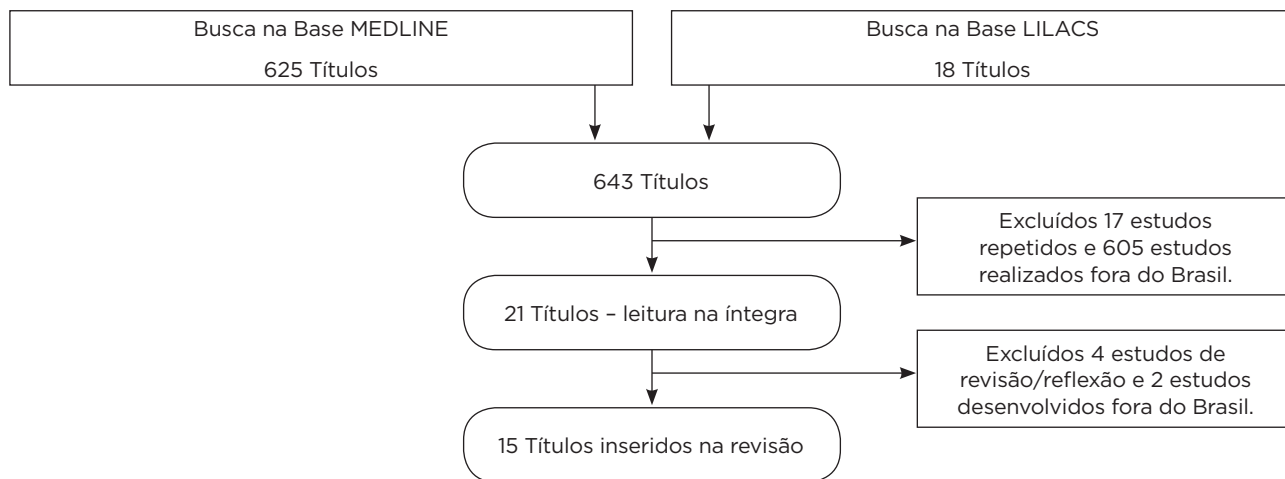 Busca na Base MEDLINE
625 Títulos
Busca na Base LILACS
18 Títulos
643 Títulos
Excluídos 17 estudos
repetidos e 605 estudos
realizados fora do Brasil.
21 Títulos – leitura na íntegra
Excluídos 4 estudos de
revisão/reflexão e 2 estudos
desenvolvidos fora do Brasil.
15 Títulos inseridos na revisão